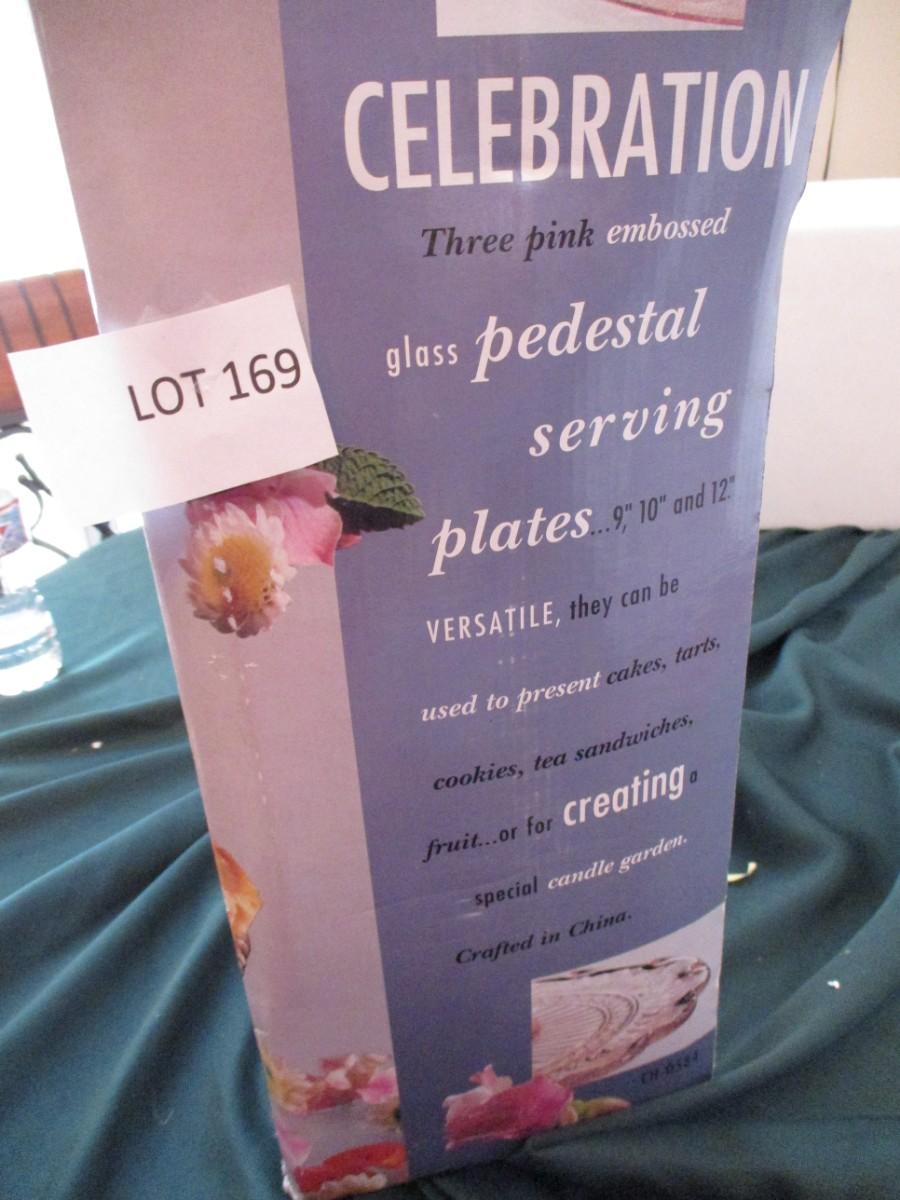 CELEBRATION
Three pink embossed
glass pedestal
serving
plates...9," 10" and 12."
VERSATILE, they can be
used to present cakes, tarts,
cookies, tea sandwiches,
fruit...or for creating a
special candle garden.
Crafted in China.
LOT 169